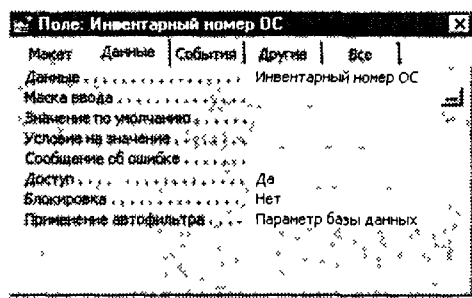 Поле: Инвентарный номер ОС
Макет Данные События Другие Все
Данные Инвентарный номер ОС
Маска ввода
Значение по умолчанию
Условие на значение
Сообщение об ошибке
Доступ Да
Блокировка Нет
Применение автофильтра Параметр базы данных